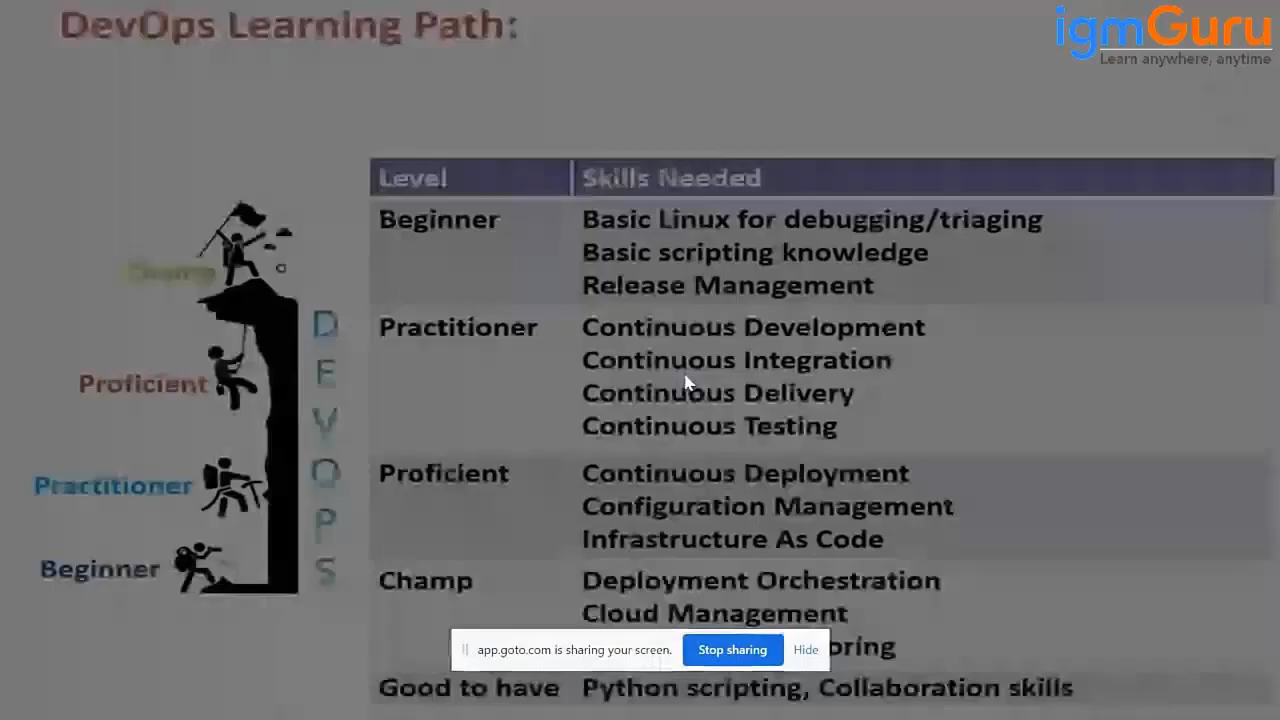 DevOps Learning Path:
igmGuru
Learn anywhere, anytime
Level Skills Needed
Beginner Basic Linux for debugging/triaging
Basic scripting knowledge
Release Management
Practitioner Continuous Development
Continuous Integration
Continuous Delivery
Continuous Testing
Proficient Continuous Deployment
Configuration Management
Infrastructure As Code
Champ Deployment Orchestration
Cloud Management
Good to have Python scripting, Collaboration skills
Champ
Proficient
Practitioner
Beginner
D
E
V
O
P
S
app.goto.com is sharing your screen.
Stop sharing
Hide